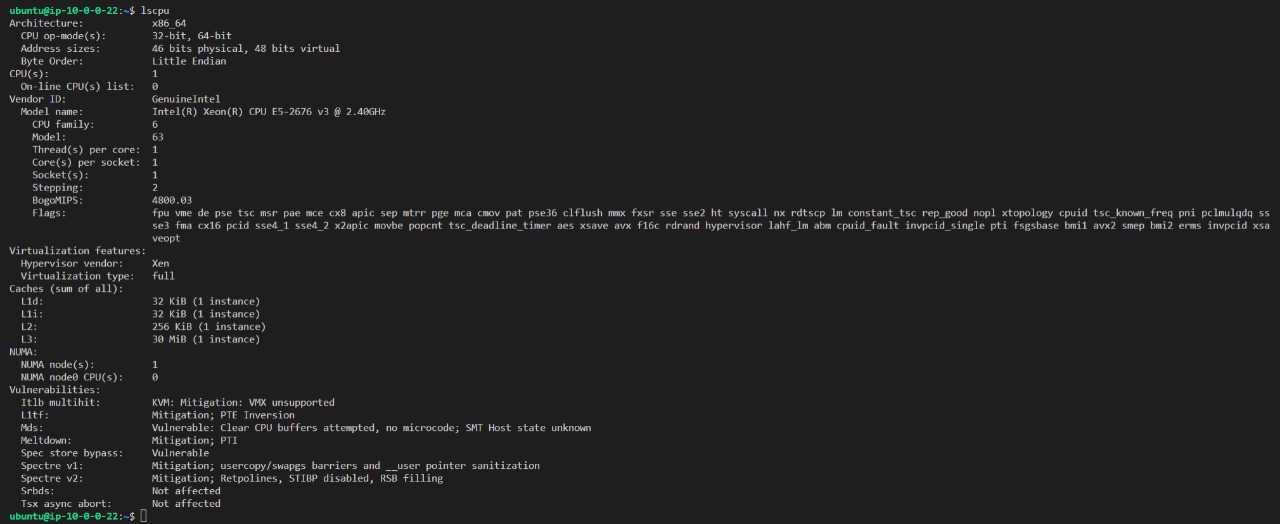 ubuntu@ip-10-0-0-22:~$ lscpu
Architecture:            x86_64
  CPU op-mode(s):        32-bit, 64-bit
  Address sizes:         46 bits physical, 48 bits virtual
  Byte Order:            Little Endian
CPU(s):                  1
  On-line CPU(s) list:   0
Vendor ID:               GenuineIntel
  Model name:            Intel(R) Xeon(R) CPU E5-2676 v3 @ 2.40GHz
    CPU family:          6
    Model:               63
    Thread(s) per core:  1
    Core(s) per socket:  1
    Socket(s):           1
    Stepping:            2
    BogoMIPS:            4800.03
    Flags:               fpu vme de pse tsc msr pae mce cx8 apic sep mtrr pge mca cmov pat pse36 clflush mmx fxsr sse sse2 ht syscall nx rdtscp lm constant_tsc rep_good nopl xtopology cpuid tsc_known_freq pni pclmulqdq ss
                         se3 fma cx16 pcid sse4_1 sse4_2 x2apic movbe popcnt tsc_deadline_timer aes xsave avx f16c rdrand hypervisor lahf_lm abm cpuid_fault invpcid_single pti fsgsbase bmi1 avx2 smep bmi2 erms invpcid xsa
                         veopt
Virtualization features:
  Hypervisor vendor:     Xen
  Virtualization type:   full
Caches (sum of all):
  L1d:                   32 KiB (1 instance)
  L1i:                   32 KiB (1 instance)
  L2:                    256 KiB (1 instance)
  L3:                    30 MiB (1 instance)
NUMA:
  NUMA node(s):          1
  NUMA node0 CPU(s):     0
Vulnerabilities:
  Itlb multihit:         KVM: Mitigation: VMX unsupported
  L1tf:                  Mitigation; PTE Inversion
  Mds:                   Vulnerable: Clear CPU buffers attempted, no microcode; SMT Host state unknown
  Meltdown:              Mitigation; PTI
  Spec store bypass:     Vulnerable
  Spectre v1:            Mitigation; usercopy/swapgs barriers and __user pointer sanitization
  Spectre v2:            Mitigation; Retpolines, STIBP disabled, RSB filling
  Srbds:                 Not affected
  Tsx async abort:       Not affected
ubuntu@ip-10-0-0-22:~$